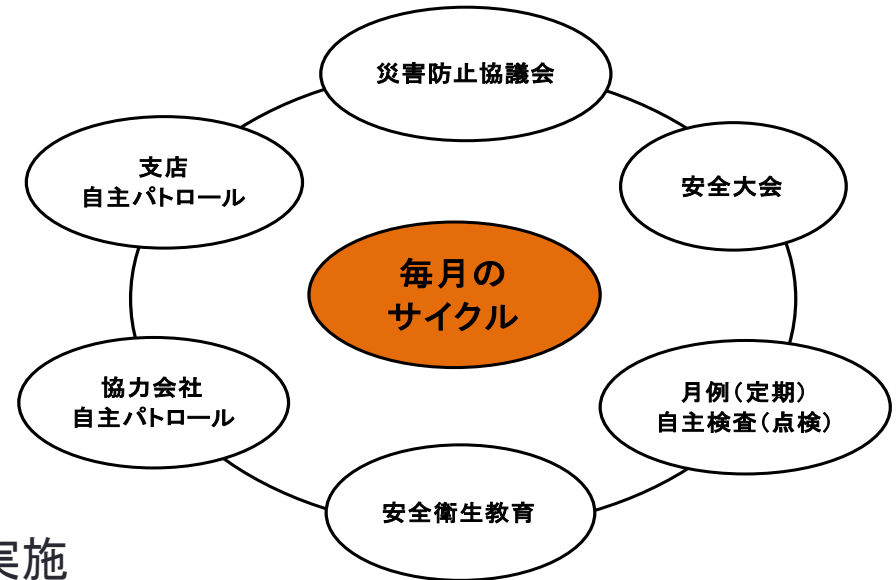 災害防止協議会
支店
自主パトロール
安全大会
毎月の
サイクル
協力会社
自主パトロール
月例(定期)
自主検査(点検)
安全衛生教育
実施